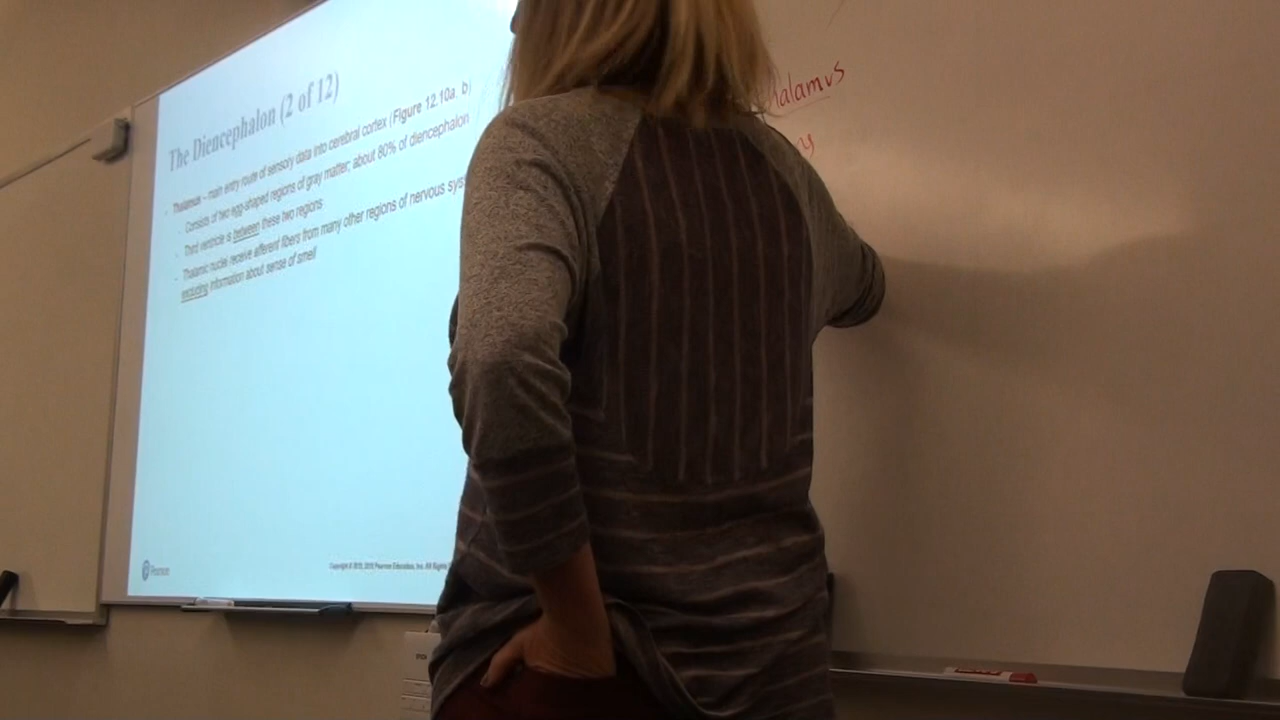 The Diencephalon (2 of 12)
Thalamus – main entry route of sensory data into cerebral cortex (Figure 12.10a, b)
Consists of two egg-shaped regions of gray matter; about 80% of diencephalon
Third ventricle is between these two regions
Thalamic nuclei receive afferent fibers from many other regions of nervous sys
excluding information about sense of smell
Pearson
Copyright © 2019, 2016 Pearson Education, Inc. All Rights
halamus